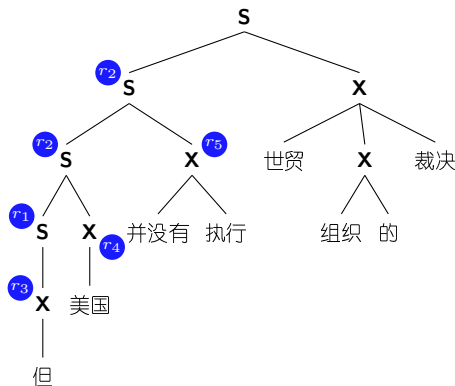 S
r2
S X
r2
S X r5
世贸 X 裁决
r1
S X r4
并没有 执行
组织 的
r3
X 美国
但